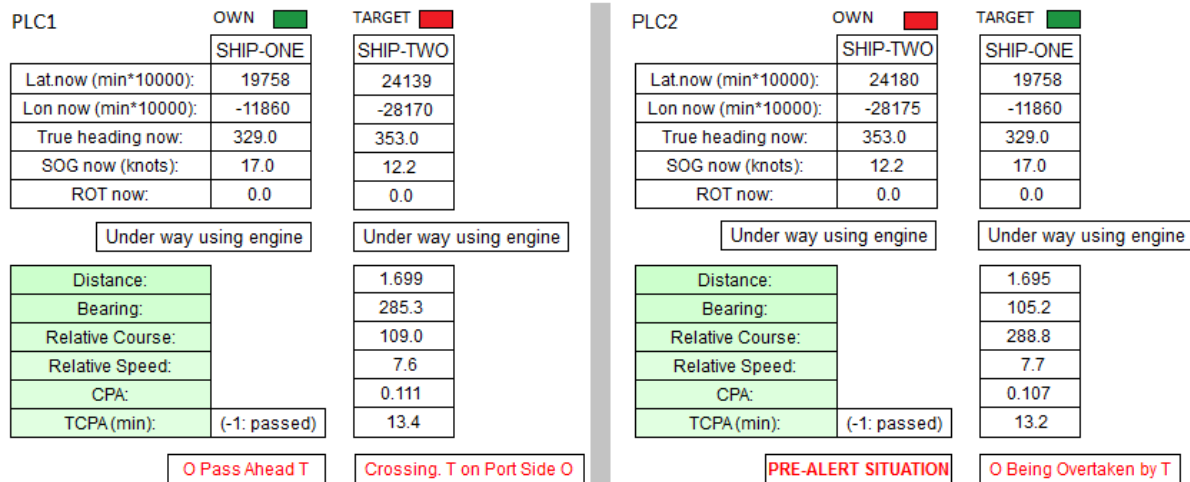 PLC1 OWN TARGET
SHIP-ONE SHIP-TWO
Lat.now (min*10000): 19758 24139
Lon now (min*10000): -11860 -28170
True heading now: 329.0 353.0
SOG now (knots): 17.0 12.2
ROT now: 0.0 0.0
Under way using engine Under way using engine
Distance: 1.699
Bearing: 285.3
Relative Course: 109.0
Relative Speed: 7.6
CPA: 0.111
TCPA (min): (-1: passed) 13.4
O Pass Ahead T Crossing. T on Port Side O
PLC2 OWN TARGET
SHIP-TWO SHIP-ONE
Lat.now (min*10000): 24180 19758
Lon now (min*10000): -28175 -11860
True heading now: 353.0 329.0
SOG now (knots): 12.2 17.0
ROT now: 0.0 0.0
Under way using engine Under way using engine
Distance: 1.695
Bearing: 105.2
Relative Course: 288.8
Relative Speed: 7.7
CPA: 0.107
TCPA (min): (-1: passed) 13.2
PRE-ALERT SITUATION O Being Overtaken by T